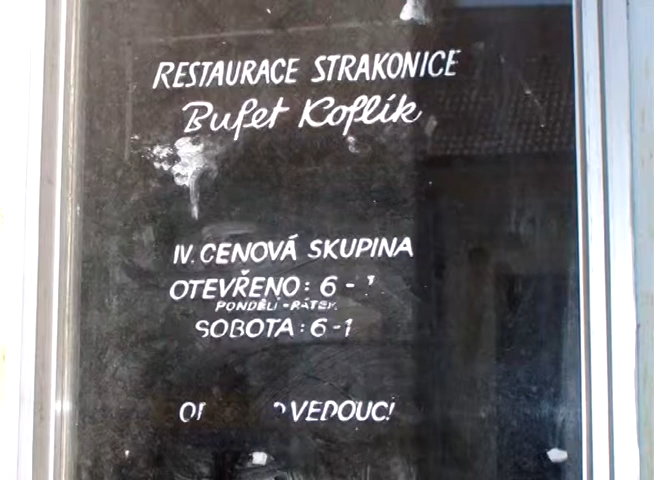 RESTAURACE STRAKONICE
Bufet Koflík
IV. CENOVÁ SKUPINA
OTEVŘENO: 6 -
PONDĚLÍ - PÁTEK
SOBOTA: 6-1
VEDOUCÍ